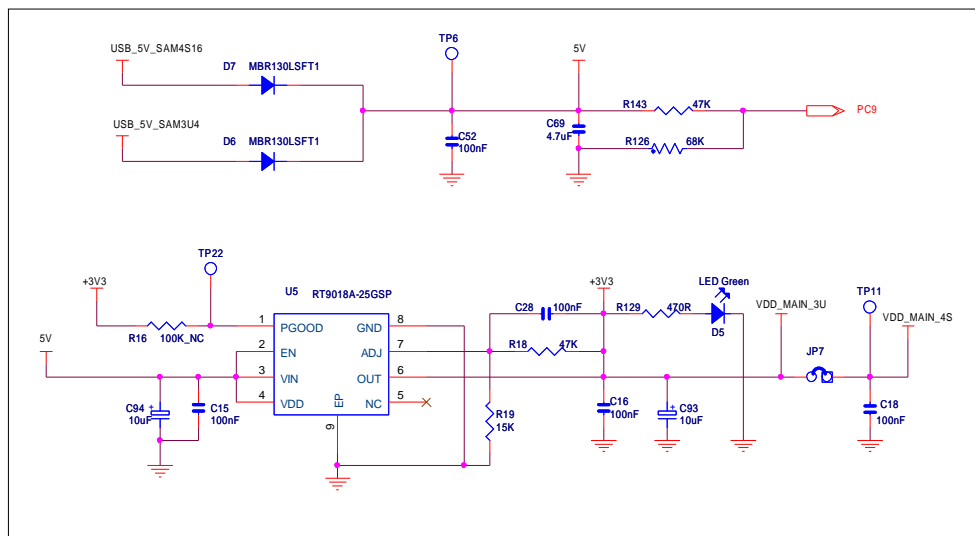 USB_5V_SAM4S16
TP6
5V
D7 MBR130LSFT1
R143 47K
PC9
USB_5V_SAM3U4
D6 MBR130LSFT1
C52
100nF
C69
4.7uF
R126 68K
TP22
+3V3
U5 RT9018A-25GSP
+3V3
LED Green
TP11
C28 100nF
R129 470R
VDD_MAIN_3U
VDD_MAIN_4S
R16 100K_NC
1 PGOOD GND 8
D5
5V
2 EN ADJ 7
R18 47K
JP7
3 VIN OUT 6
4 VDD NC 5
EP
9
C94 + 10uF
C15 100nF
R19
15K
C16
100nF
+ C93
10uF
C18
100nF